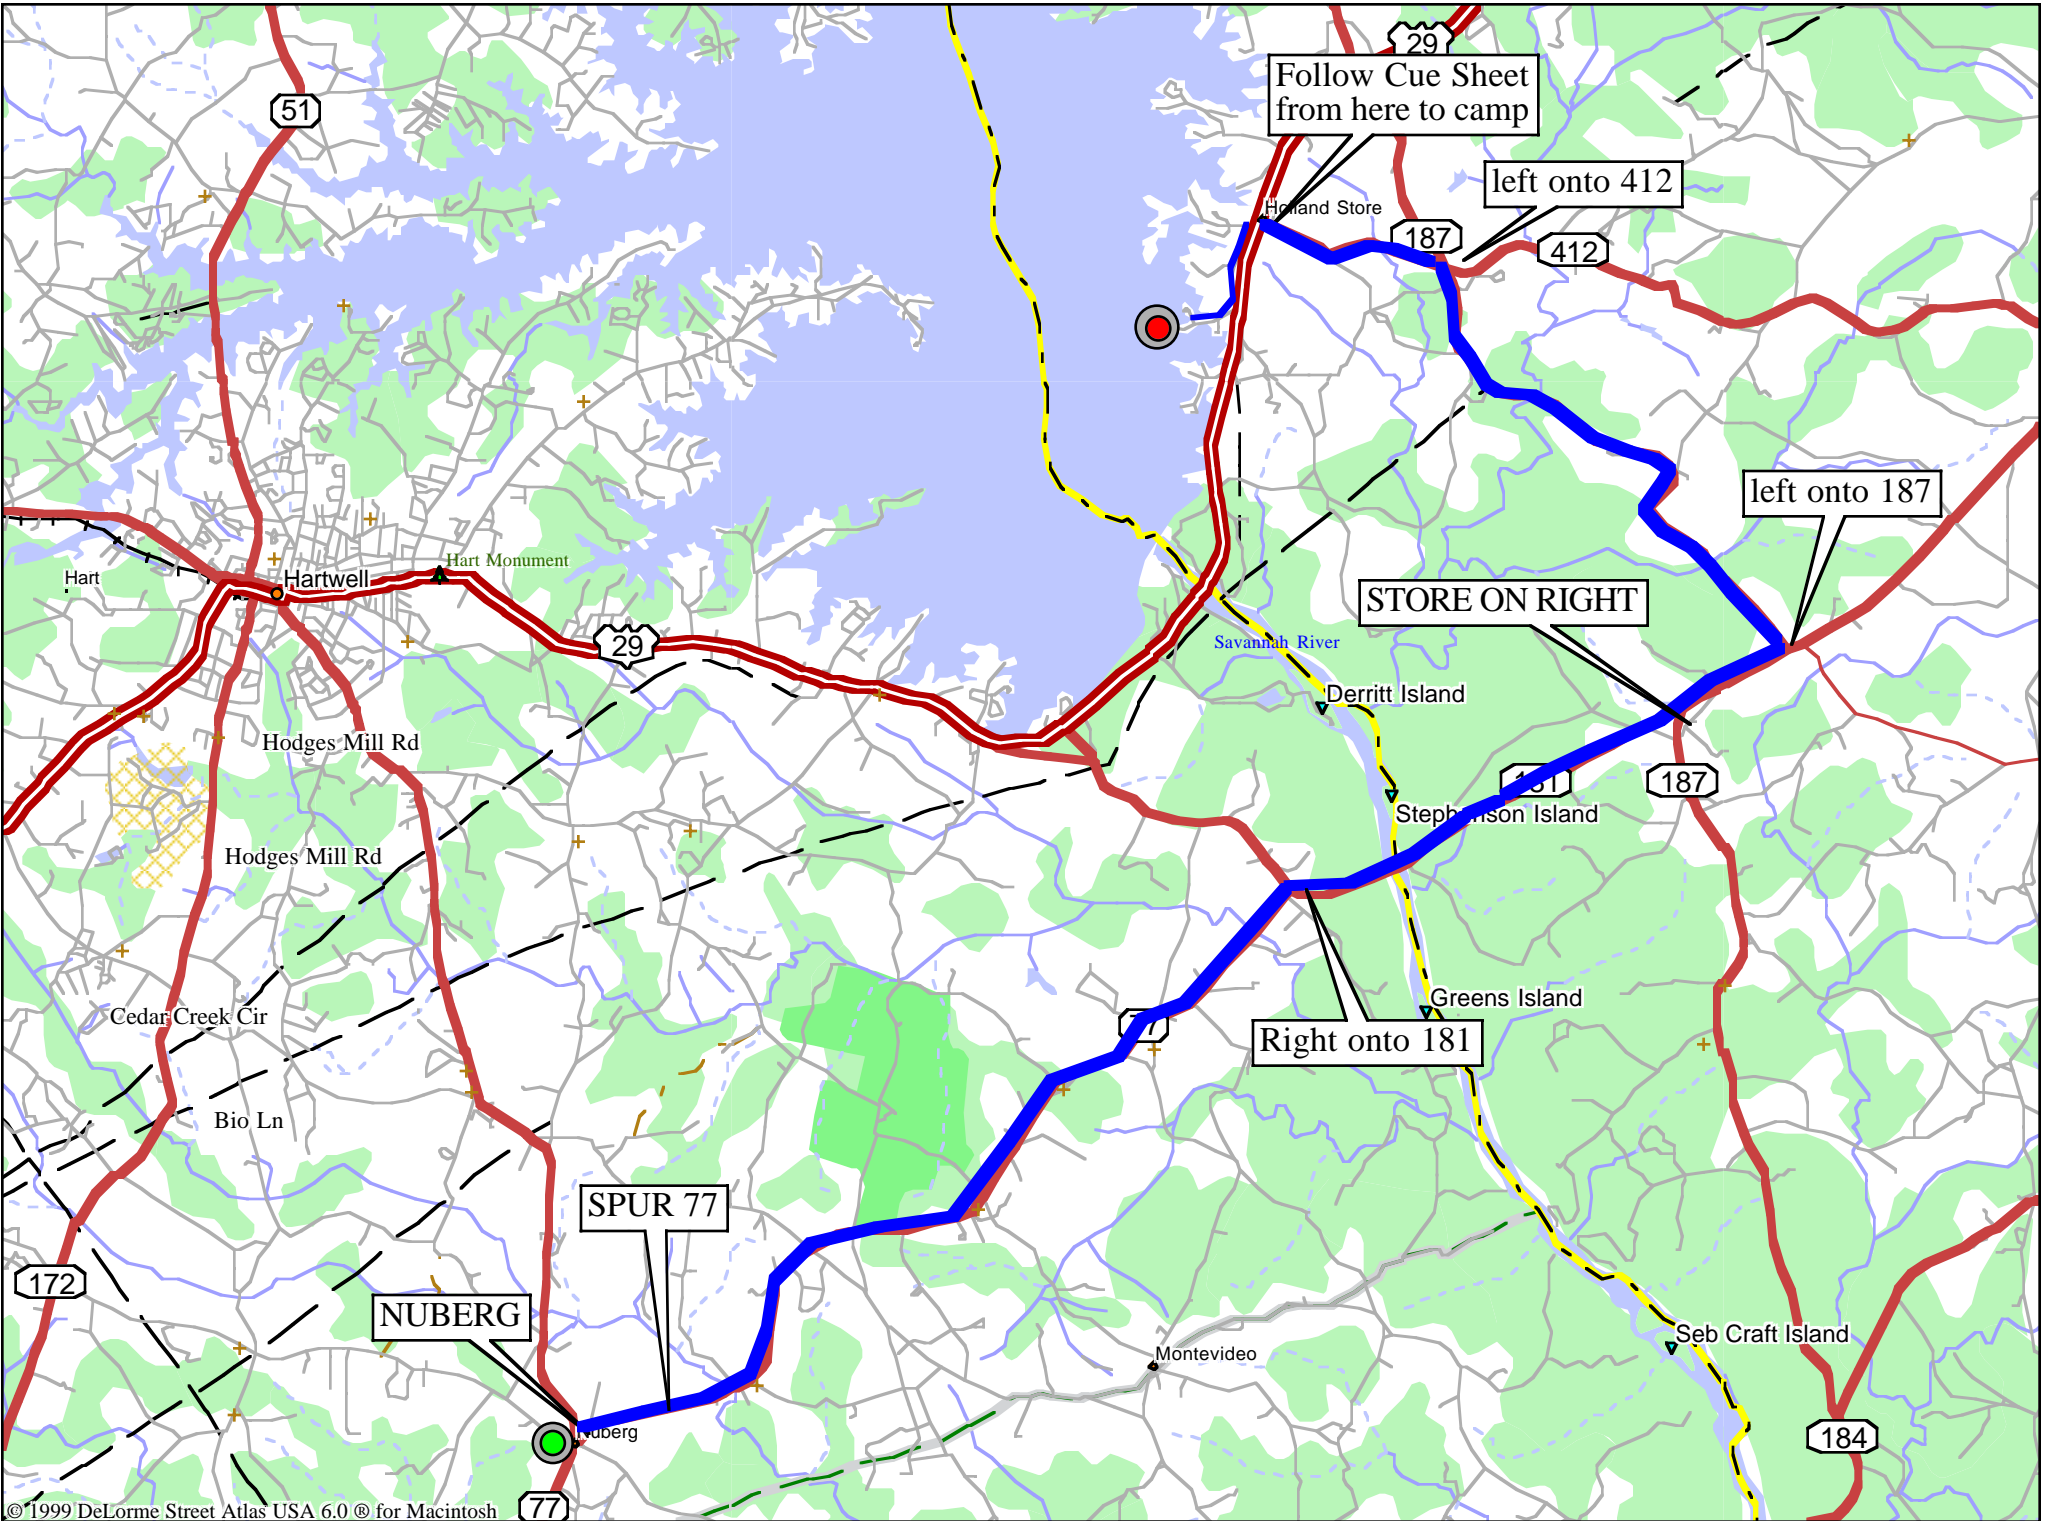 29
Follow Cue Sheet
from here to camp
51
left onto 412
Holland Store
187
412
left onto 187
Hart Monument
Hart
Hartwell
STORE ON RIGHT
29
Savannah River
Derritt Island
Hodges Mill Rd
187
Stephenson Island
Hodges Mill Rd
Greens Island
Cedar Creek Cir
Right onto 181
Bio Ln
SPUR 77
172
NUBERG
Seb Craft Island
Montevideo
Nuberg
184
77
© 1999 DeLorme Street Atlas USA 6.0 ® for Macintosh